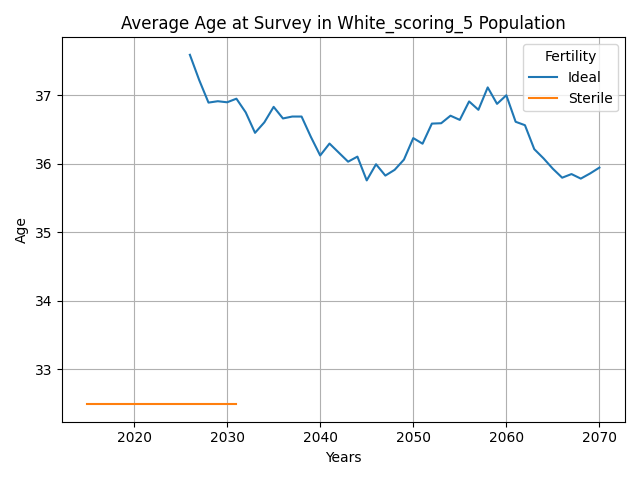 Average Age at Survey in White_scoring_5 Population
Fertility
Ideal
Sterile
37
36
35
34
33
Age
2020 2030 2040 2050 2060 2070
Years